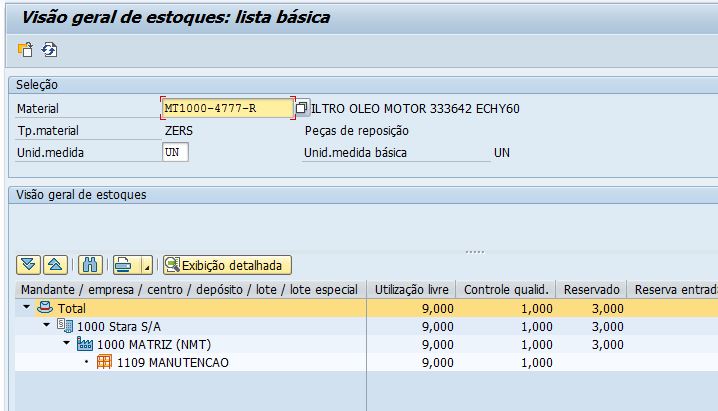 Visão geral de estoques: lista básica
Seleção
Material MT1000-4777-R ILTRO OLEO MOTOR 333642 ECHY60
Tp.material ZERS Peças de reposição
Unid.medida UN Unid.medida básica UN
Visão geral de estoques
Exibição detalhada
Mandante / empresa / centro / depósito / lote / lote especial Utilização livre Controle qualid. Reservado Reserva entrada
Total 9,000 1,000 3,000
1000 Stara S/A 9,000 1,000 3,000
1000 MATRIZ (NMT) 9,000 1,000 3,000
1109 MANUTENCAO 9,000 1,000